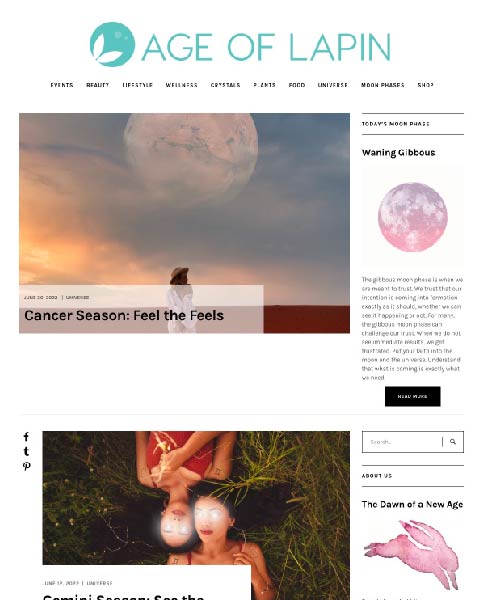 AGE OF LAPIN
EVENTS BEAUTY LIFESTYLE WELLNESS CRYSTALS PLANTS FOOD UNIVERSE MOON PHASES SHOP
JUNE 20, 2022 | UNIVERSE
Cancer Season: Feel the Feels
TODAY'S MOON PHASE
Waning Gibbous
The gibbous moon phase is when we
are meant to trust. We trust that our
intention is coming into formation
exactly as it should, whether we can
see it happening or not. For many,
the gibbous moon phase can
challenge our trust. When we do not
see immediate results, we get
frustrated. Put your faith into the
moon and the universe. Understand
that what is coming is exactly what
we need.
READ MORE
Search...
ABOUT US
The Dawn of a New Age
JUNE 12, 2022 | UNIVERSE
Gemini Season: See the